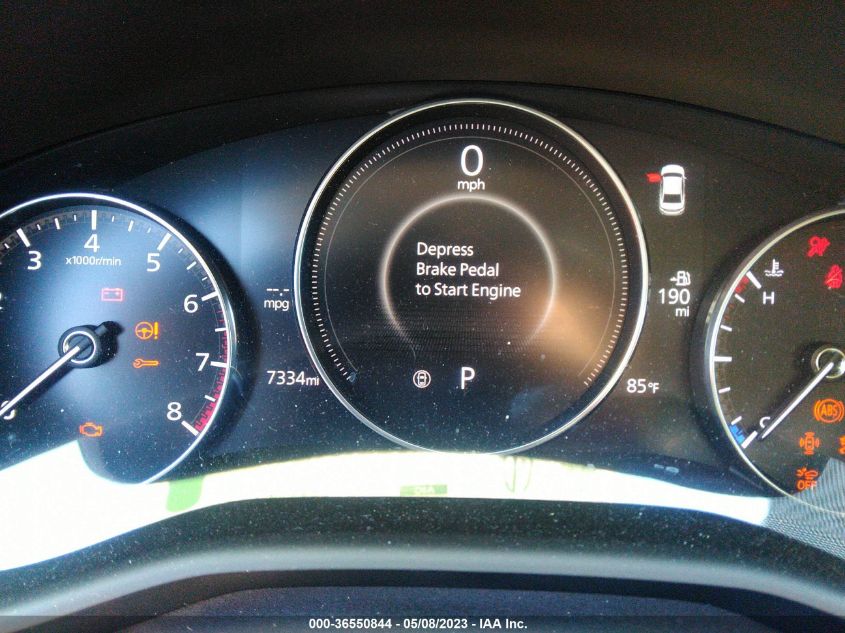 0
mph
Depress
Brake Pedal
to Start Engine
P
3 4 5 6 7 8
x1000r/min
--.-
mpg
7334mi
190
mi
85°F
H
C
ABS
OFF
000-36550844 - 05/08/2023 - IAA Inc.